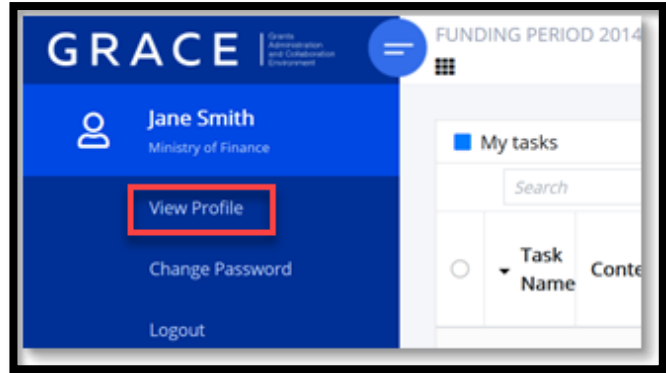 GRACE
Grants
Administration
and Collaboration
Environment
FUNDING PERIOD 2014
Jane Smith
Ministry of Finance
View Profile
Change Password
Logout
My tasks
Search
Task
Name
Conte